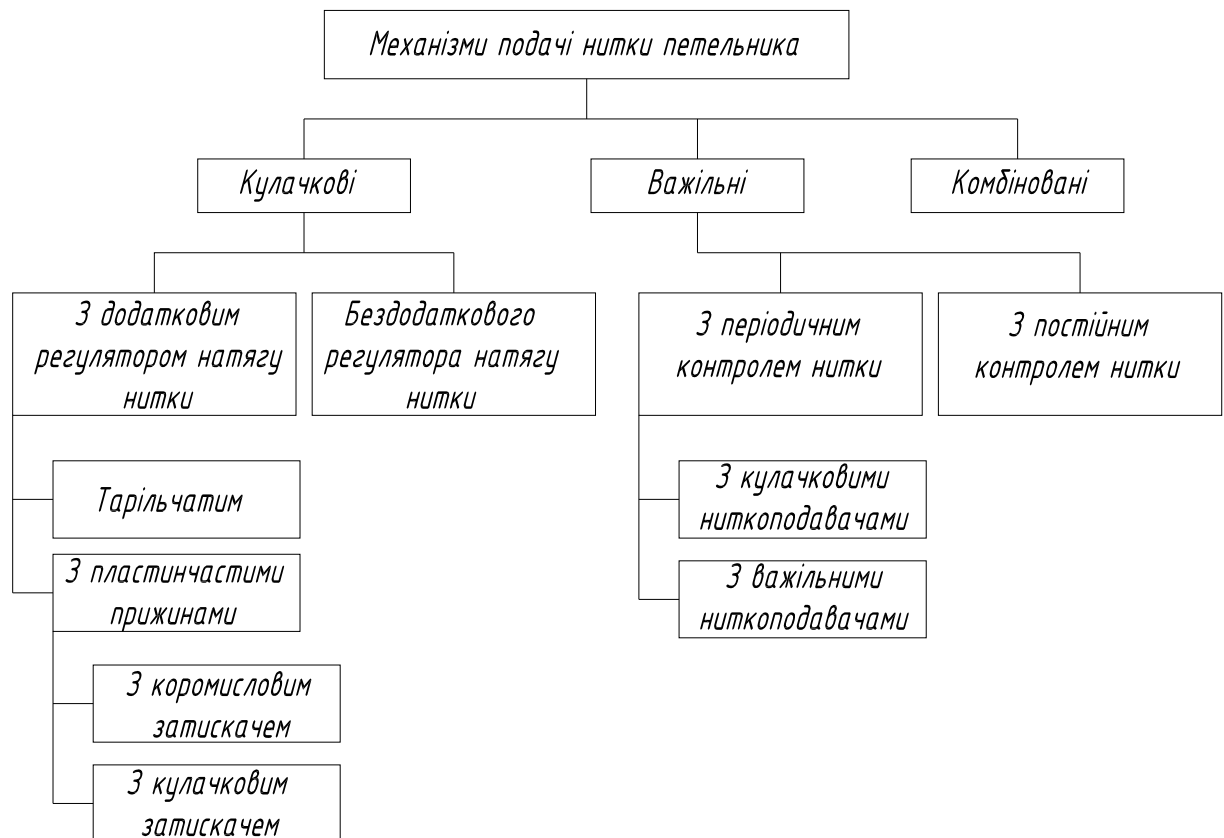 Механізми подачі нитки петельника
Кулачкові
Важільні
Комбіновані
З додатковим
регулятором натягу
нитки
Бездодаткового
регулятора натягу
нитки
З періодичним
контролем нитки
З постійним
контролем нитки
Тарільчатим
З пластинчастими
прижинами
З коромисловим
затискачем
З кулачковим
затискачем
З кулачковими
ниткоподавачами
З важільними
ниткоподавачами